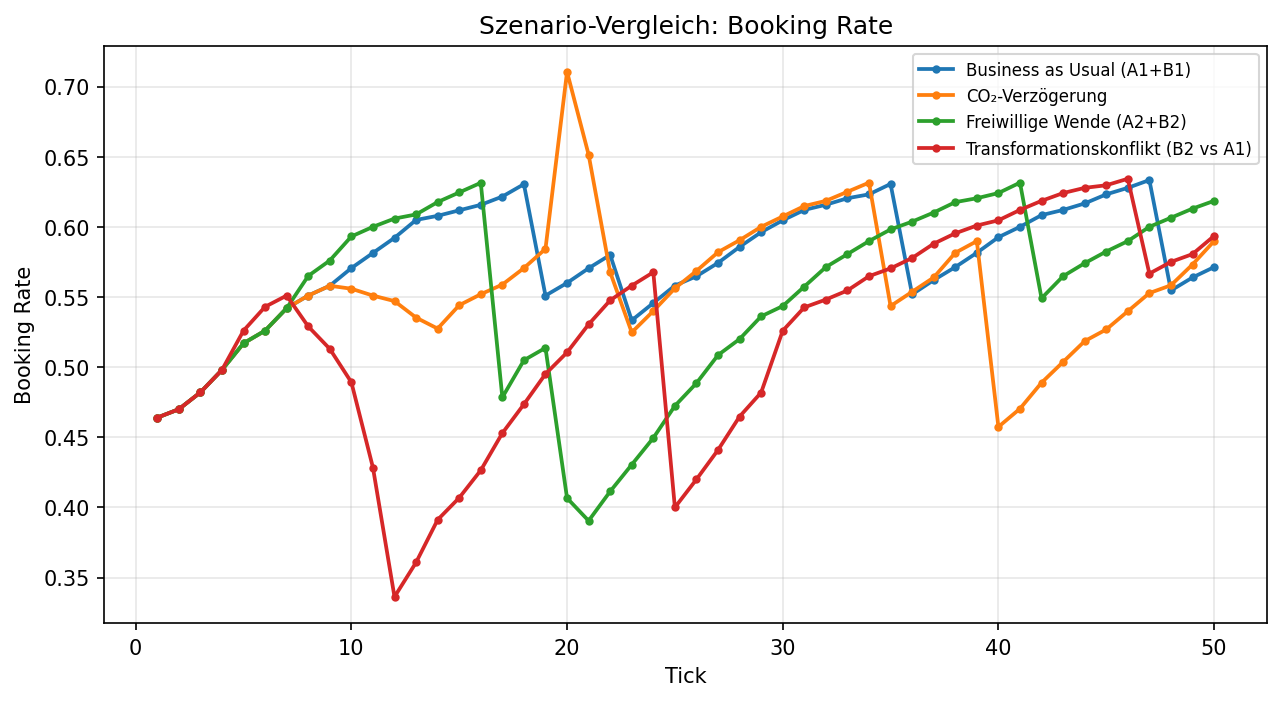 Szenario-Vergleich: Booking Rate
Business as Usual (A1+B1)
CO₂-Verzögerung
Freiwillige Wende (A2+B2)
Transformationskonflikt (B2 vs A1)
Booking Rate
0.70
0.65
0.60
0.55
0.50
0.45
0.40
0.35
0 10 20 30 40 50
Tick